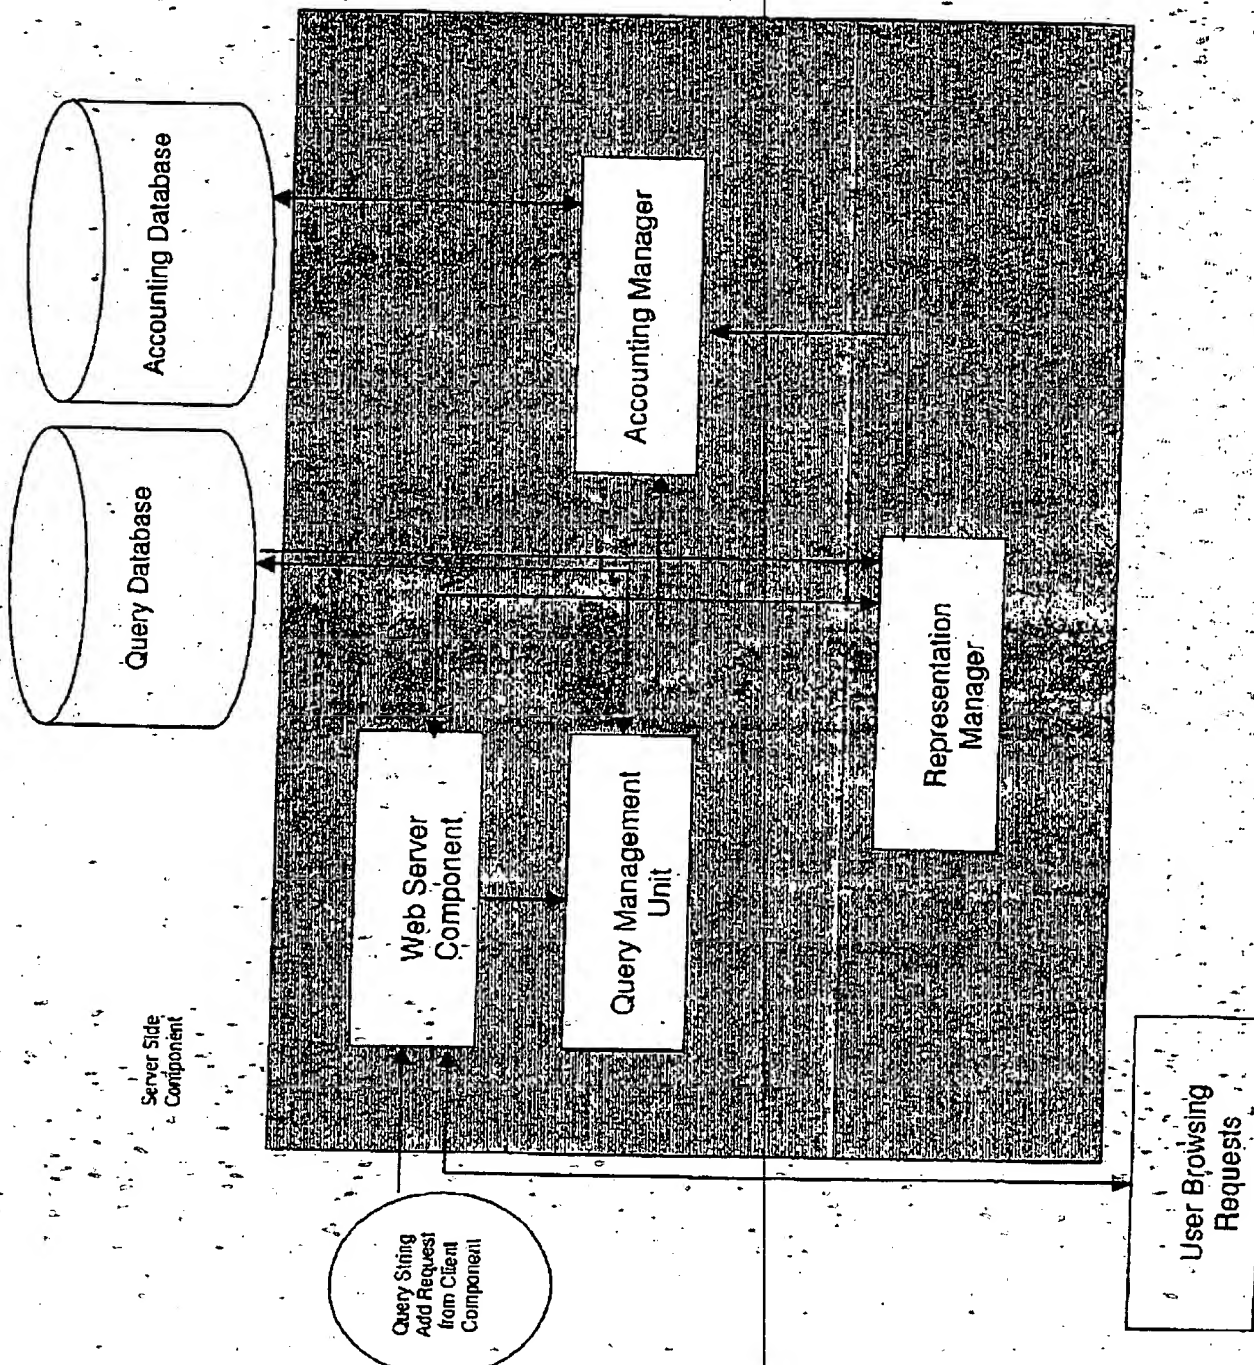 Server Side
Component
Query String
Add Request
from Client
Component
Web Server
Component
Query Management
Unit
Representation
Manager
User Browsing
Requests
Query Database
Accounting Database
Accounting Manager